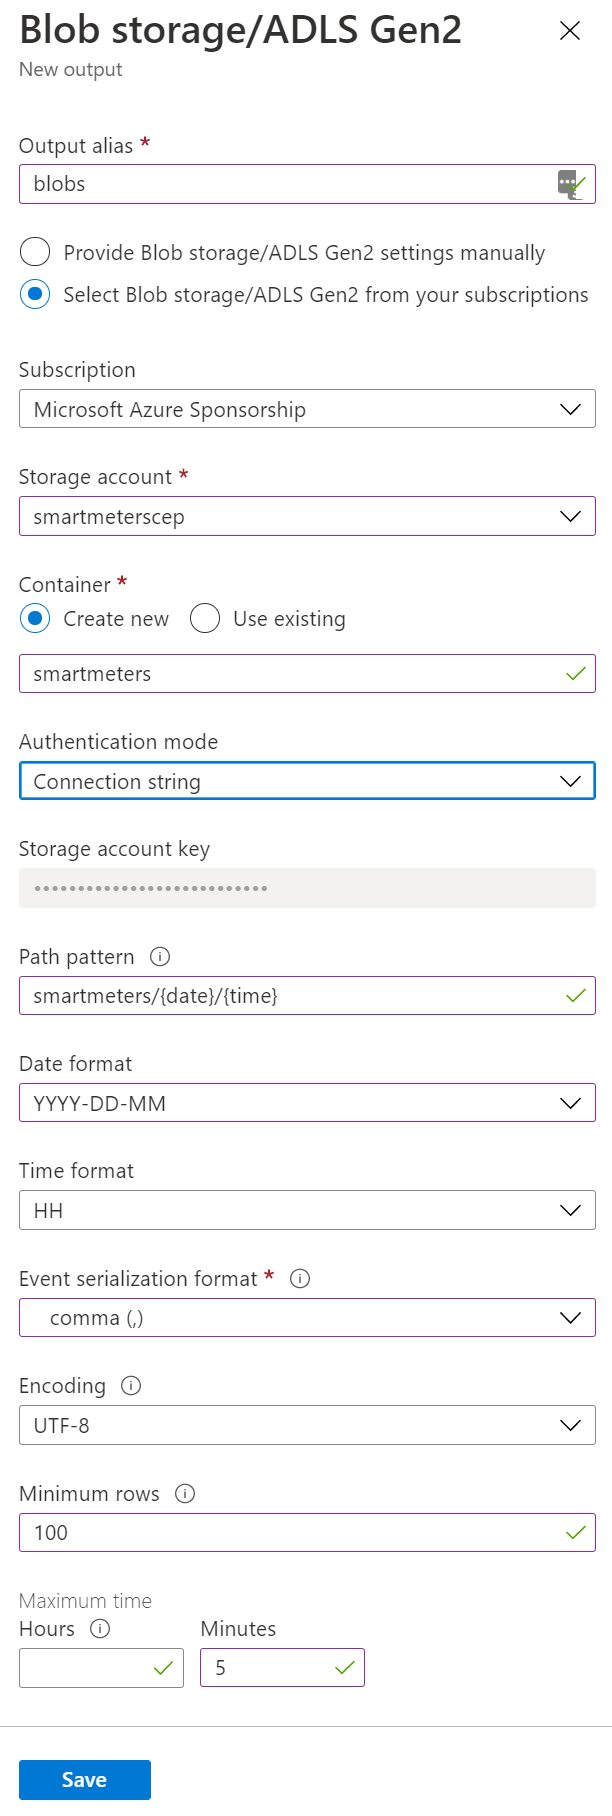 Blob storage/ADLS Gen2
New output
Output alias *
blobs
Provide Blob storage/ADLS Gen2 settings manually
Select Blob storage/ADLS Gen2 from your subscriptions
Subscription
Microsoft Azure Sponsorship
Storage account *
smartmeterscep
Container *
Create new Use existing
smartmeters
Authentication mode
Connection string
Storage account key
•••••••••••••••••••••••••••
Path pattern
smartmeters/{date}/{time}
Date format
YYYY-DD-MM
Time format
HH
Event serialization format *
comma (,)
Encoding
UTF-8
Minimum rows
100
Maximum time
Hours Minutes
5
Save